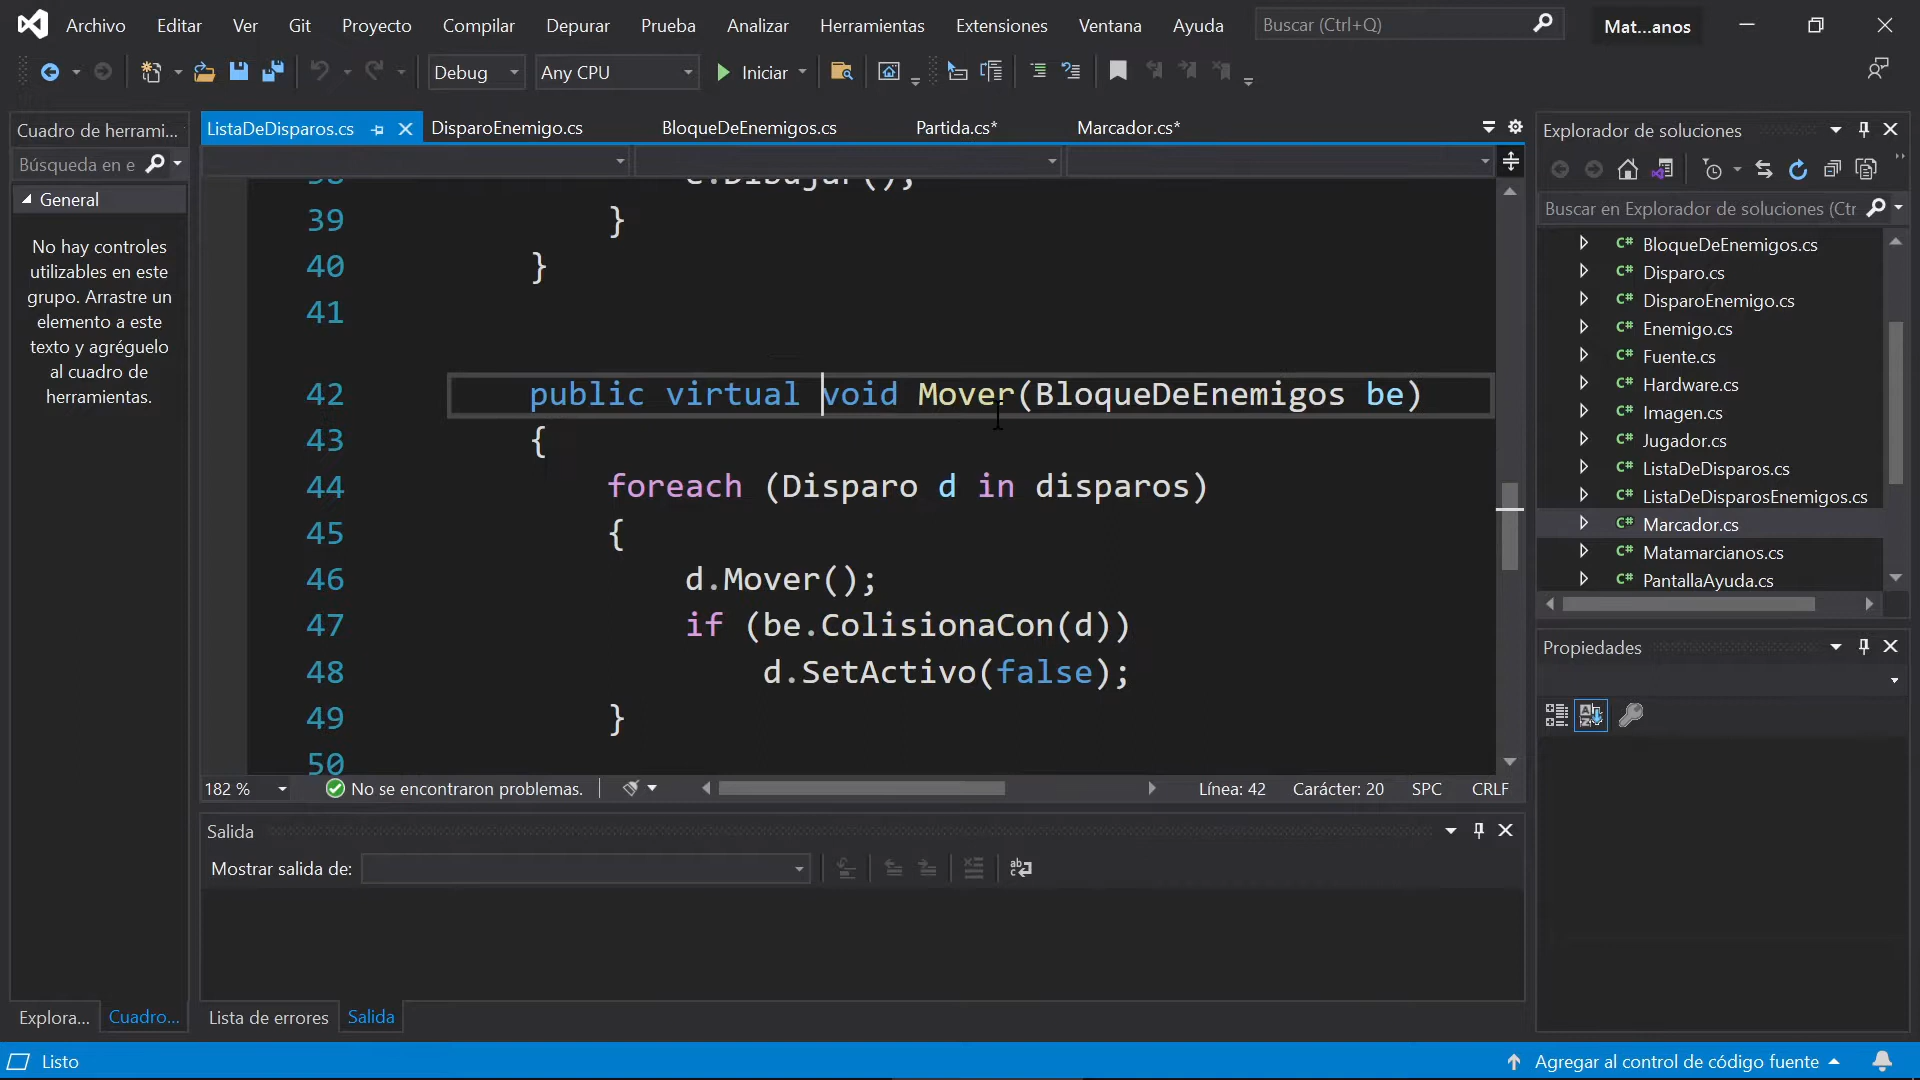 Archivo Editar Ver Git Proyecto Compilar Depurar Prueba Analizar Herramientas Extensiones Ventana Ayuda Buscar (Ctrl+Q) Mat...anos
Debug Any CPU Iniciar
Cuadro de herrami...
Búsqueda en e
General
No hay controles
utilizables en este
grupo. Arrastre un
elemento a este
texto y agréguelo
al cuadro de
herramientas.
Explora... Cuadro...
ListaDeDisparos.cs DisparoEnemigo.cs BloqueDeEnemigos.cs Partida.cs* Marcador.cs*
38 e.Dibujar();
39 }
40 }
41
42 public virtual void Mover(BloqueDeEnemigos be)
43 {
44 foreach (Disparo d in disparos)
45 {
46 d.Mover();
47 if (be.ColisionaCon(d))
48 d.SetActivo(false);
49 }
50
182 % No se encontraron problemas. Línea: 42 Carácter: 20 SPC CRLF
Salida
Mostrar salida de:
Lista de errores Salida
Explorador de soluciones
Buscar en Explorador de soluciones (Ctr
C# BloqueDeEnemigos.cs
C# Disparo.cs
C# DisparoEnemigo.cs
C# Enemigo.cs
C# Fuente.cs
C# Hardware.cs
C# Imagen.cs
C# Jugador.cs
C# ListaDeDisparos.cs
C# ListaDeDisparosEnemigos.cs
C# Marcador.cs
C# Matamarcianos.cs
C# PantallaAyuda.cs
Propiedades
Listo Agregar al control de código fuente